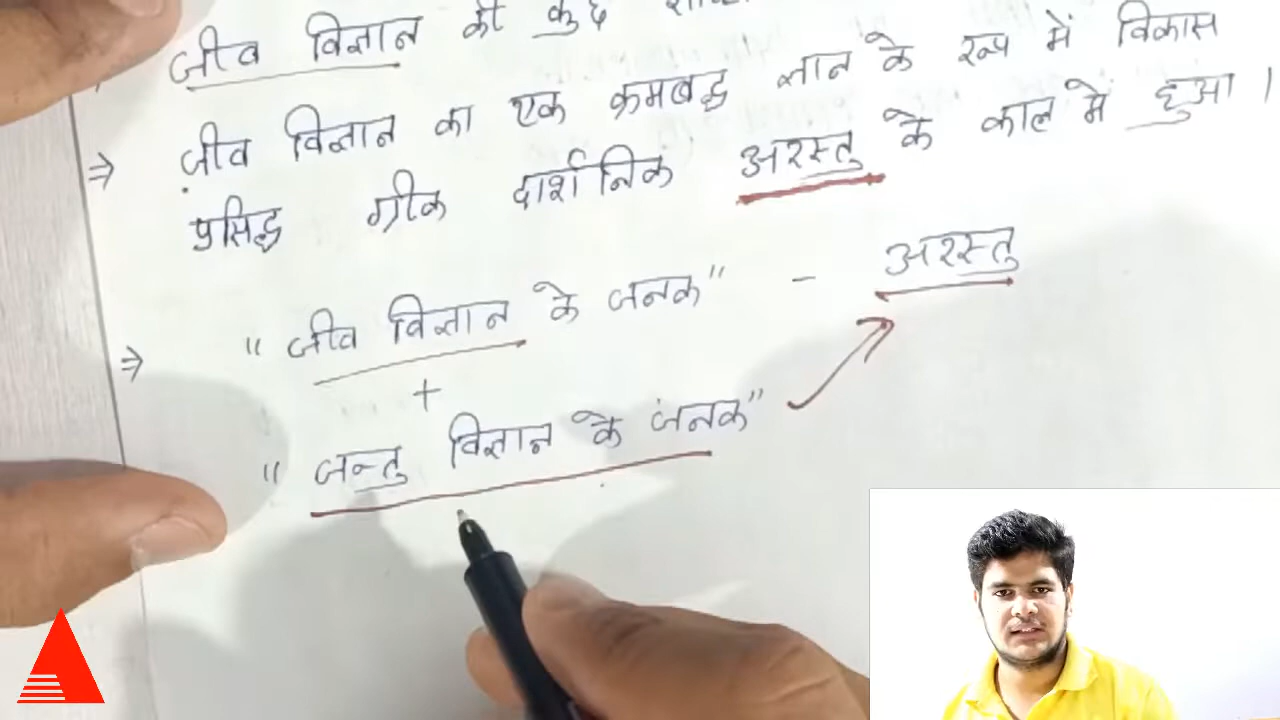 जीव विज्ञान की कुछ
⇒ जीव विज्ञान का एक क्रमबद्ध ज्ञान के रूप में विकास
प्रसिद्ध ग्रीक दार्शनिक अरस्तु के काल में हुआ ।
⇒ "जीव विज्ञान के जनक" - अरस्तु
+
"जन्तु विज्ञान के जनक"